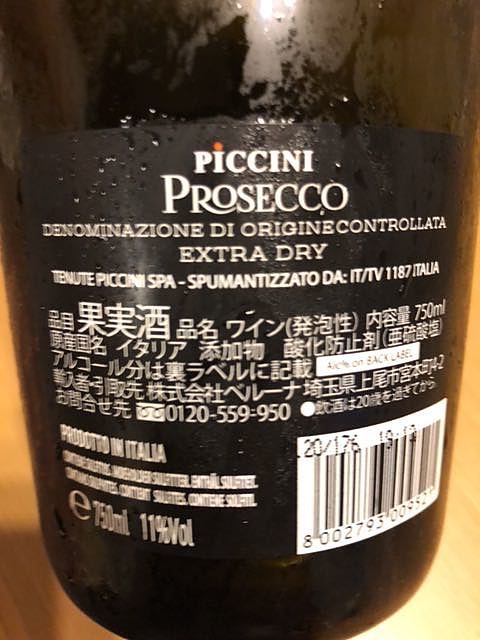 PiCCINI
PROSECCO
DENOMINAZIONE DI ORIGINE CONTROLLATA
EXTRA DRY
TENUTE PICCINI SPA - SPUMANTIZZATO DA: IT/TV 1187 ITALIA
品目 果実酒 品名 ワイン(発泡性) 内容量 750ml
原産国名 イタリア 添加物 酸化防止剤(亜硫酸塩)
アルコール分は裏ラベルに記載 Alc% on BACK LABEL
輸入者・引取先 株式会社ベルーナ 埼玉県上尾市宮本町4-2
お問合せ先 0120-559-950 ●飲酒は20歳を過ぎてから。
PRODOTTO IN ITALIA
e 750ml 11%Vol
L20/176 19:13
8 002793 00952